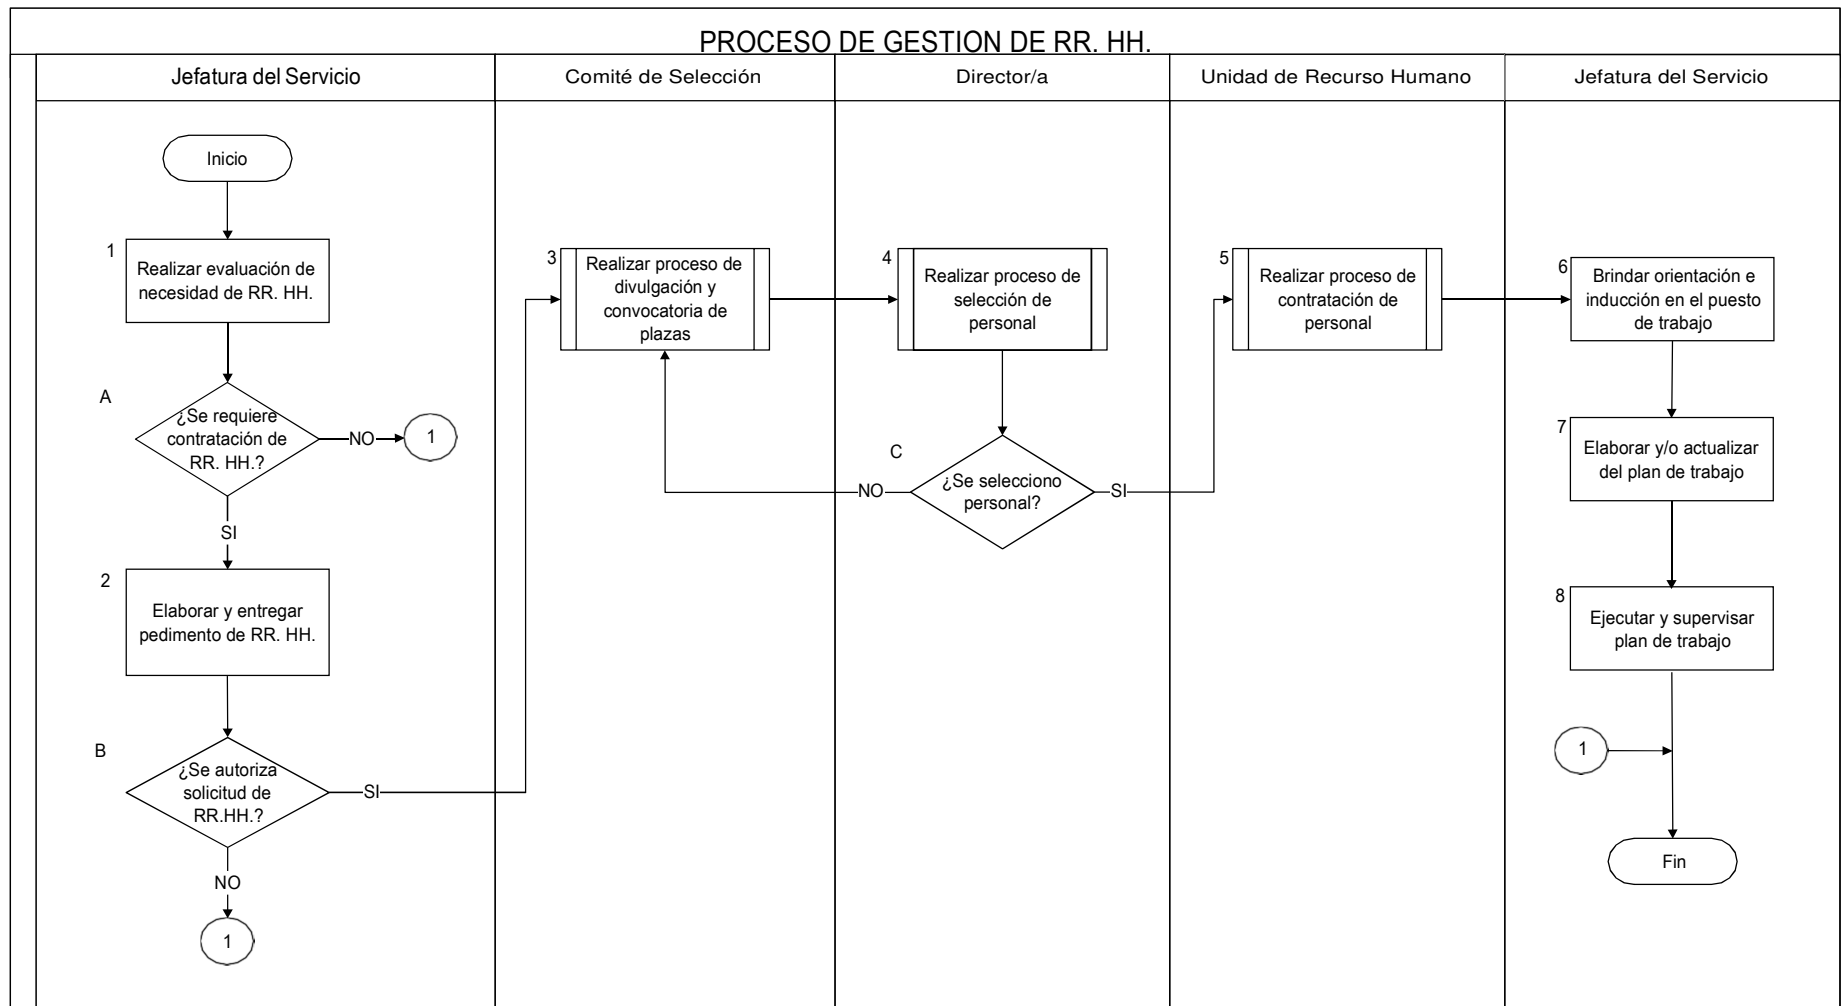 PROCESO DE GESTION DE RR. HH.
Jefatura del Servicio
Comité de Selección
Director/a
Unidad de Recurso Humano
Jefatura del Servicio
Inicio
1
Realizar evaluación de
necesidad de RR. HH.
A
¿Se requiere
contratación de
RR. HH.?
NO
1
SI
2
Elaborar y entregar
pedimento de RR. HH.
B
¿Se autoriza
solicitud de
RR.HH.?
SI
NO
1
3
Realizar proceso de
divulgación y
convocatoria de
plazas
4
Realizar proceso de
selección de
personal
C
¿Se selecciono
personal?
NO
SI
5
Realizar proceso de
contratación de
personal
6
Brindar orientación e
inducción en el puesto
de trabajo
7
Elaborar y/o actualizar
del plan de trabajo
8
Ejecutar y supervisar
plan de trabajo
1
Fin